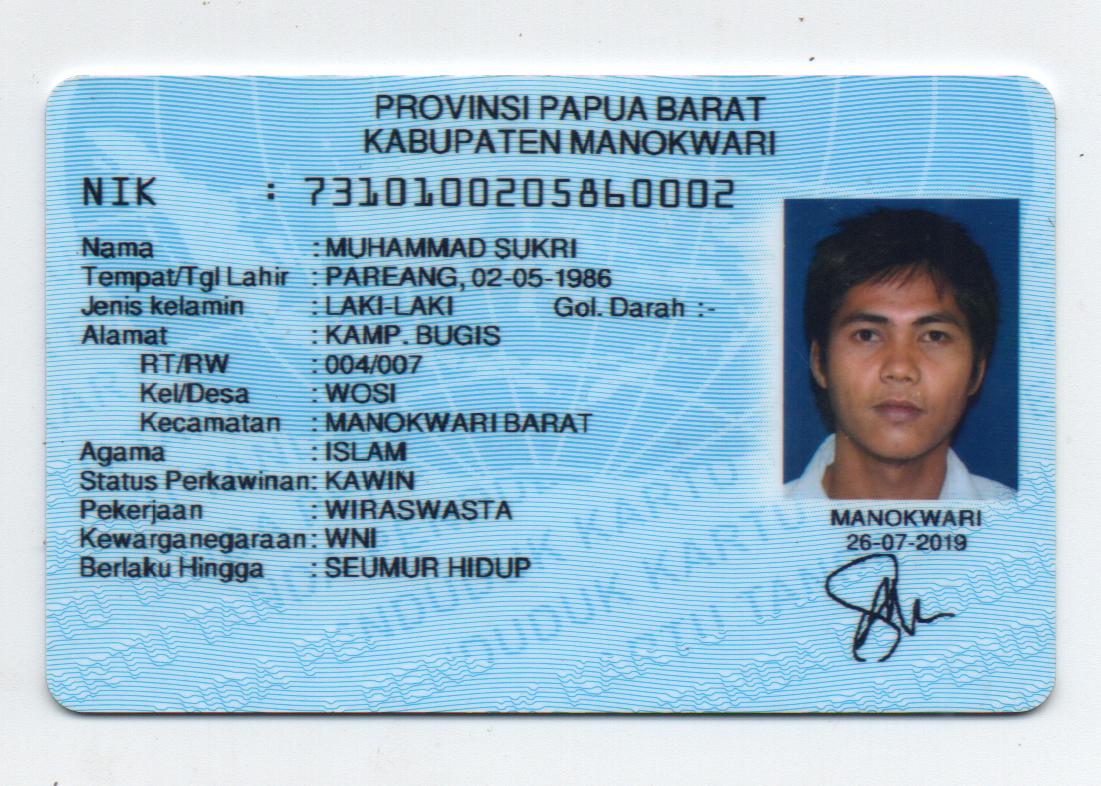 PROVINSI PAPUA BARAT
KABUPATEN MANOKWARI
NIK : 7310100205860002
Nama : MUHAMMAD SUKRI
Tempat/Tgl Lahir : PAREANG, 02-05-1986
Jenis kelamin : LAKI-LAKI Gol. Darah :-
Alamat : KAMP. BUGIS
RT/RW : 004/007
Kel/Desa : WOSI
Kecamatan : MANOKWARI BARAT
Agama : ISLAM
Status Perkawinan: KAWIN
Pekerjaan : WIRASWASTA
Kewarganegaraan: WNI
Berlaku Hingga : SEUMUR HIDUP
MANOKWARI
26-07-2019